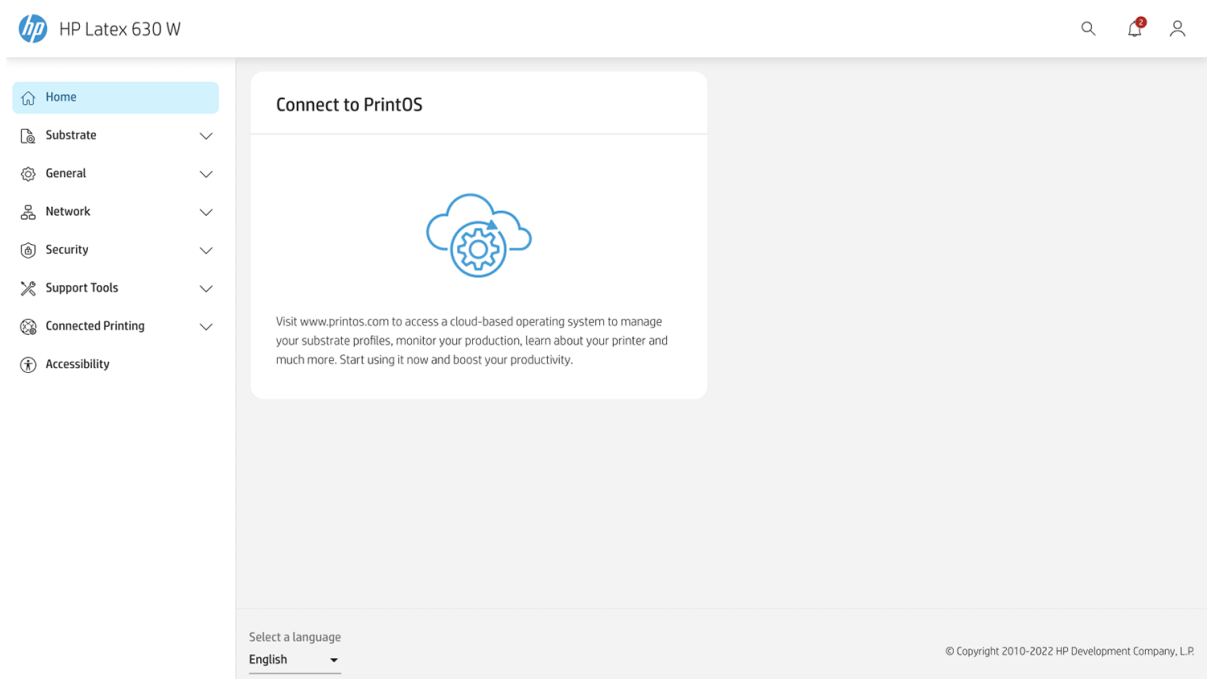 hp HP Latex 630 W
2
Home
Substrate
General
Network
Security
Support Tools
Connected Printing
Accessibility
Connect to PrintOS
Visit www.printos.com to access a cloud-based operating system to manage
your substrate profiles, monitor your production, learn about your printer and
much more. Start using it now and boost your productivity.
Select a language
English
© Copyright 2010-2022 HP Development Company, L.P.